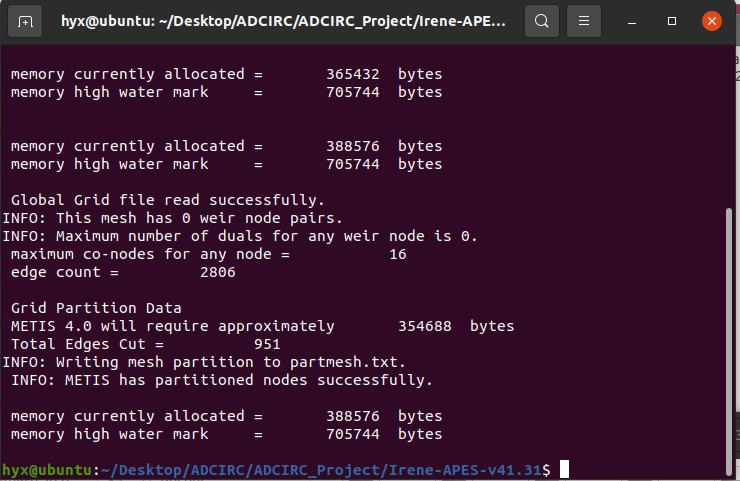 hyx@ubuntu: ~/Desktop/ADCIRC/ADCIRC_Project/Irene-APE...
memory currently allocated =       365432  bytes
memory high water mark     =       705744  bytes
memory currently allocated =       388576  bytes
memory high water mark     =       705744  bytes
Global Grid file read successfully.
INFO: This mesh has 0 weir node pairs.
INFO: Maximum number of duals for any weir node is 0.
maximum co-nodes for any node =           16
edge count =         2806
Grid Partition Data
METIS 4.0 will require approximately       354688  bytes
Total Edges Cut =          951
INFO: Writing mesh partition to partmesh.txt.
INFO: METIS has partitioned nodes successfully.
memory currently allocated =       388576  bytes
memory high water mark     =       705744  bytes
hyx@ubuntu:~/Desktop/ADCIRC/ADCIRC_Project/Irene-APES-v41.31$